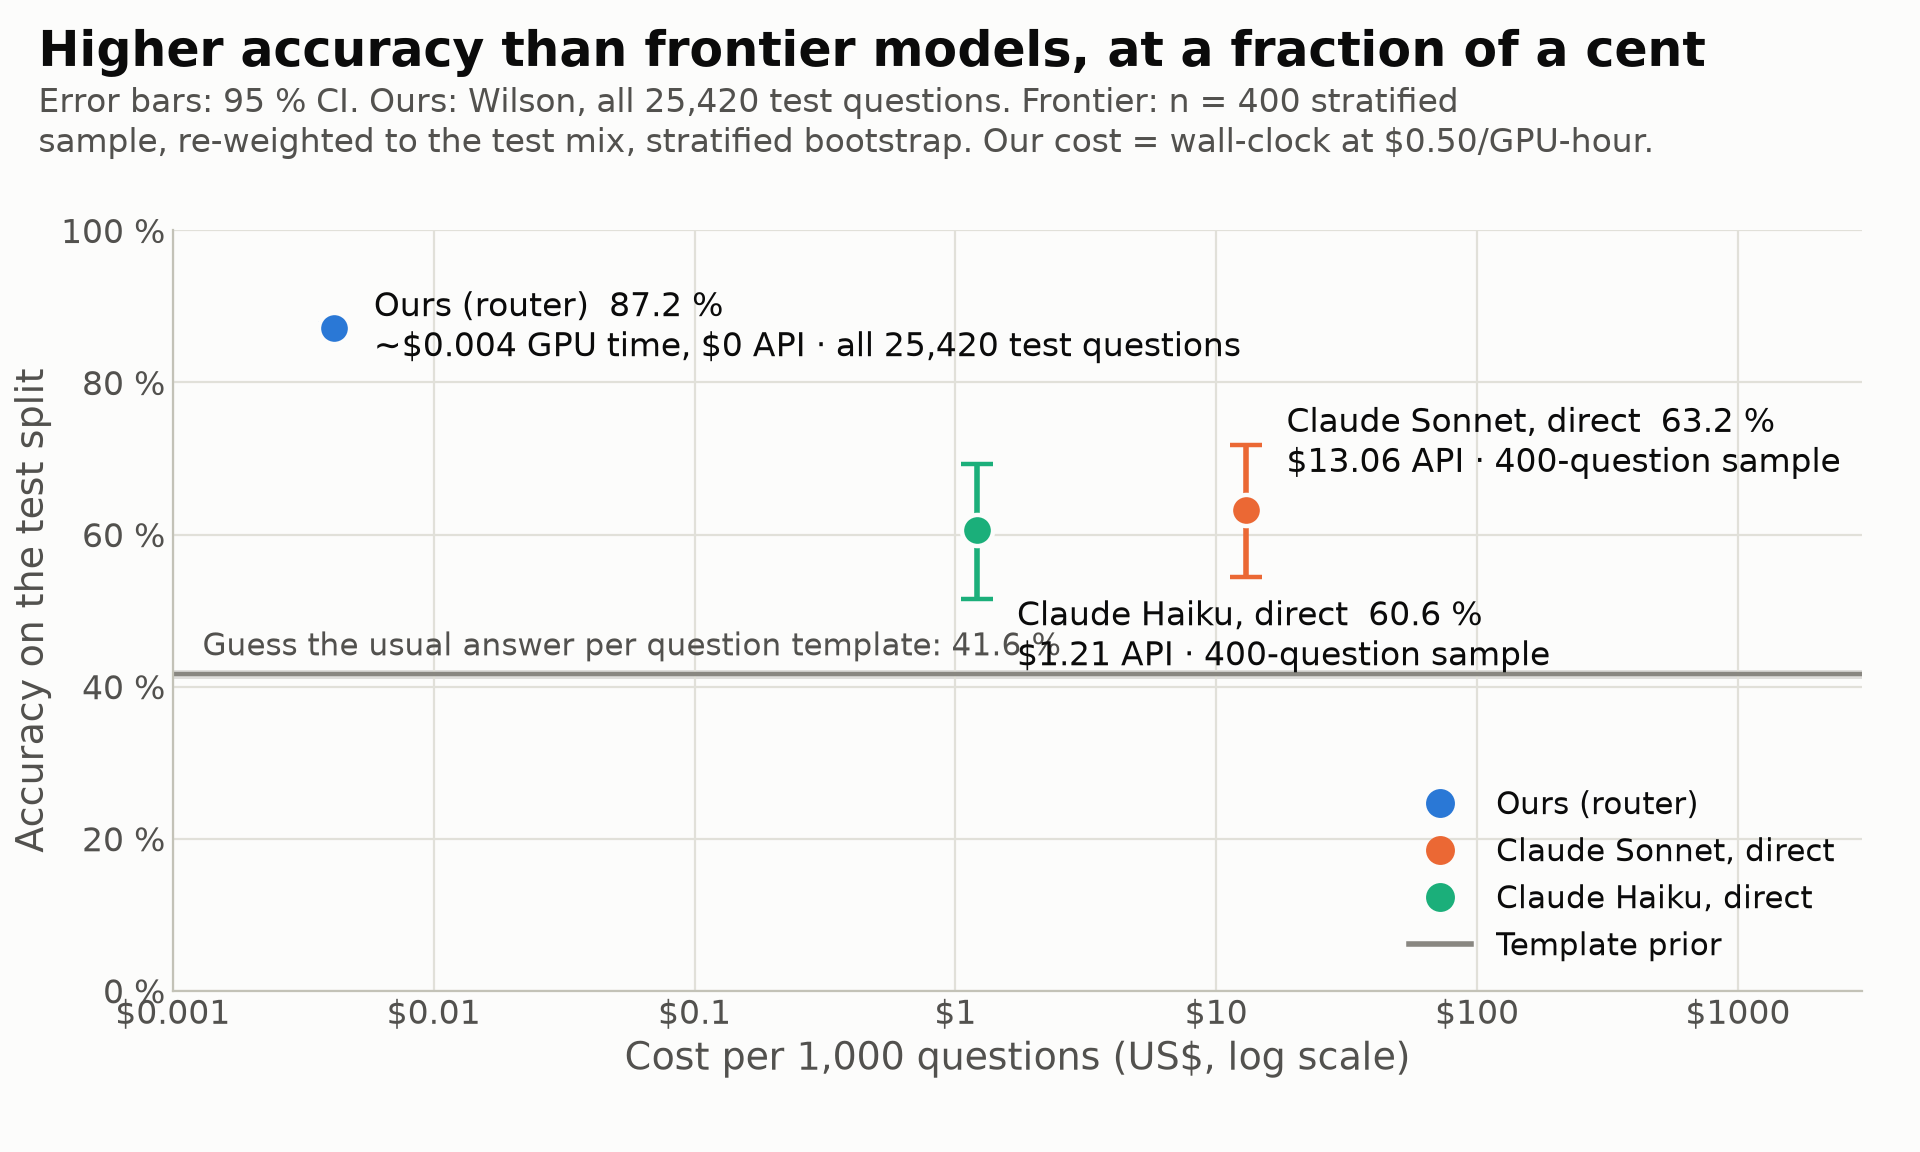 Higher accuracy than frontier models, at a fraction of a cent
Error bars: 95 % CI. Ours: Wilson, all 25,420 test questions. Frontier: n = 400 stratified
sample, re-weighted to the test mix, stratified bootstrap. Our cost = wall-clock at $0.50/GPU-hour.
Accuracy on the test split
100 %
80 %
60 %
40 %
20 %
0 %
Ours (router)  87.2 %
~$0.004 GPU time, $0 API · all 25,420 test questions
Claude Sonnet, direct  63.2 %
$13.06 API · 400-question sample
Claude Haiku, direct  60.6 %
$1.21 API · 400-question sample
Guess the usual answer per question template: 41.6 %
Ours (router)
Claude Sonnet, direct
Claude Haiku, direct
Template prior
$0.001
$0.01
$0.1
$1
$10
$100
$1000
Cost per 1,000 questions (US$, log scale)